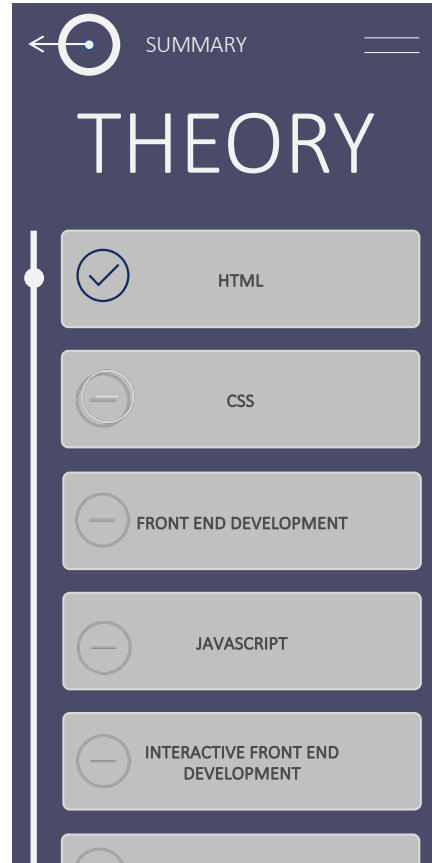 SUMMARY
THEORY
HTML
CSS
FRONT END DEVELOPMENT
JAVASCRIPT
INTERACTIVE FRONT END
DEVELOPMENT